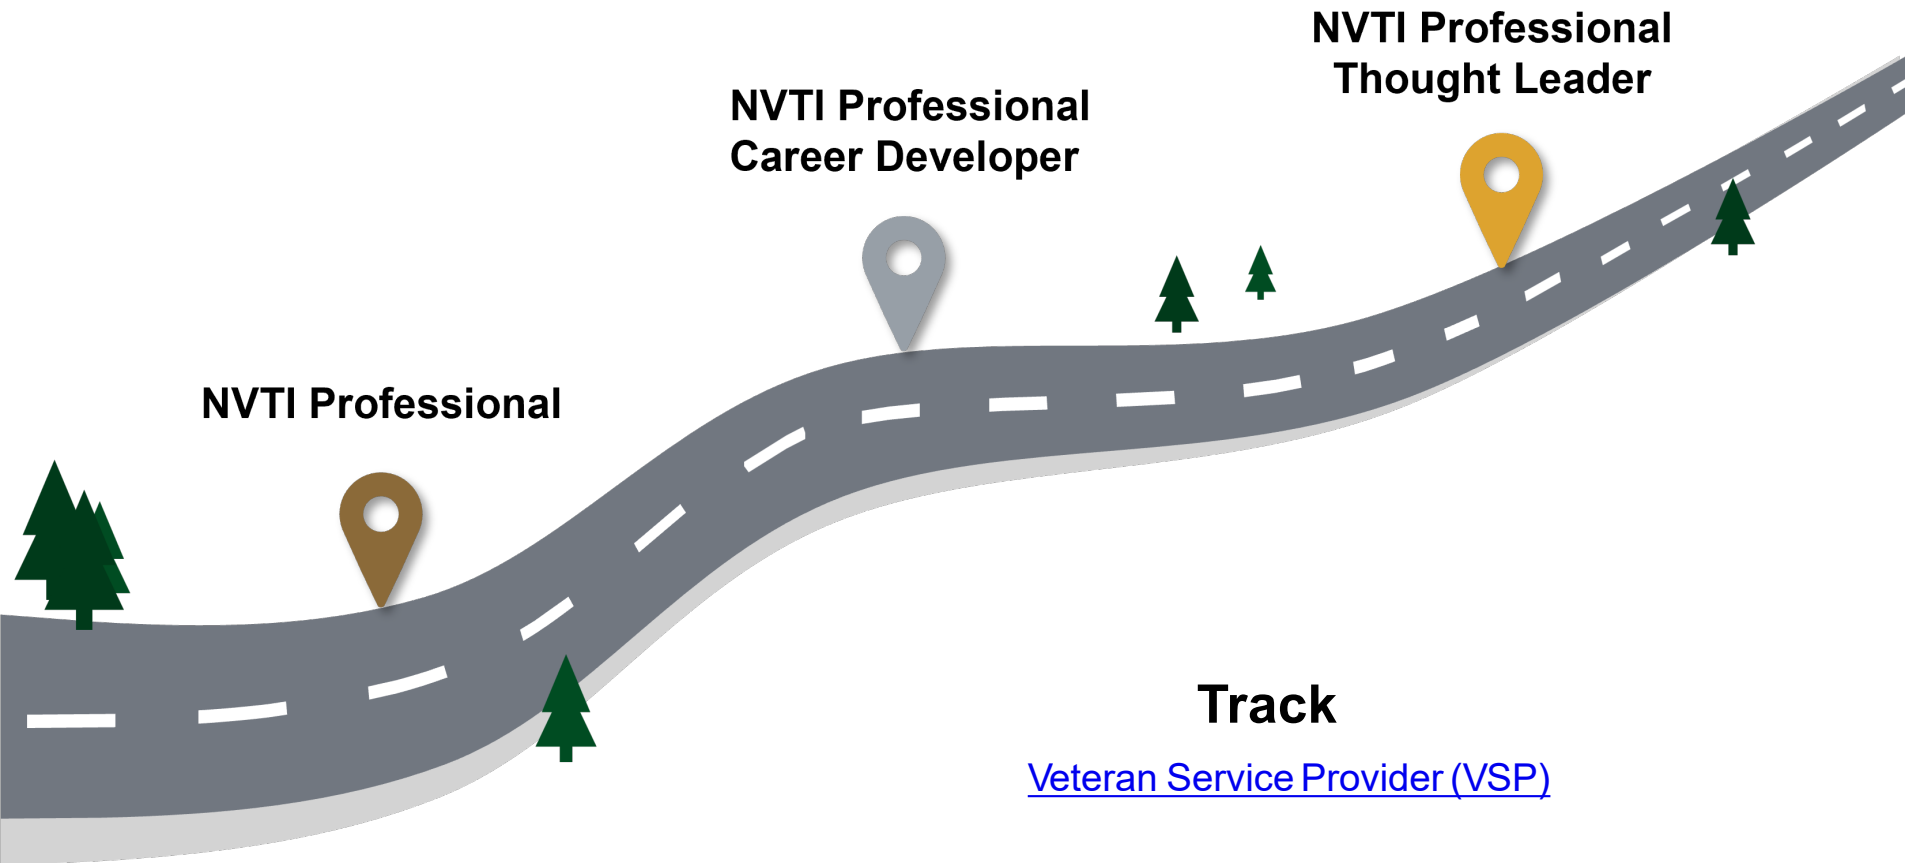 NVTI Professional
Thought Leader
NVTI Professional
Career Developer
NVTI Professional
Track
Veteran Service Provider (VSP)